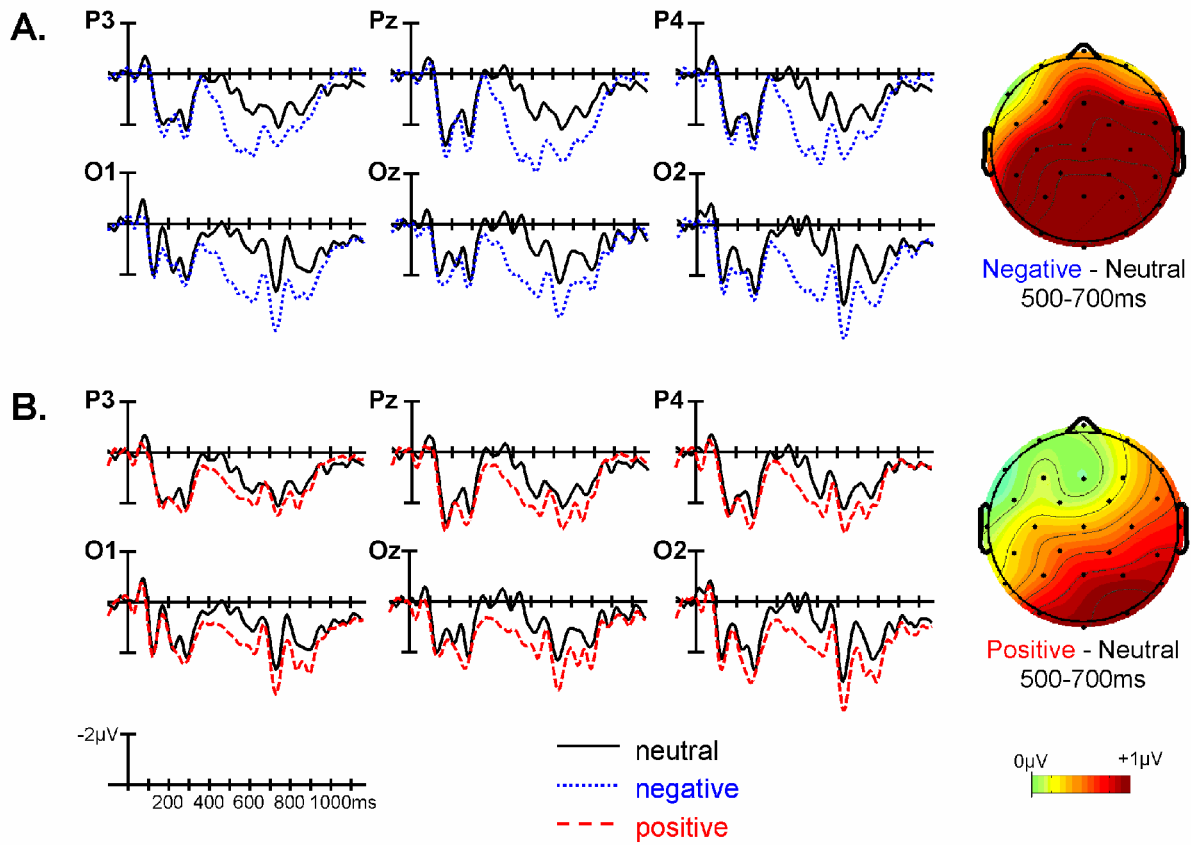 A.
P3 Pz P4
O1 Oz O2
Negative - Neutral
500-700ms
B.
P3 Pz P4
O1 Oz O2
Positive - Neutral
500-700ms
-2µV
200 400 600 800 1000ms
neutral
negative
positive
0µV +1µV